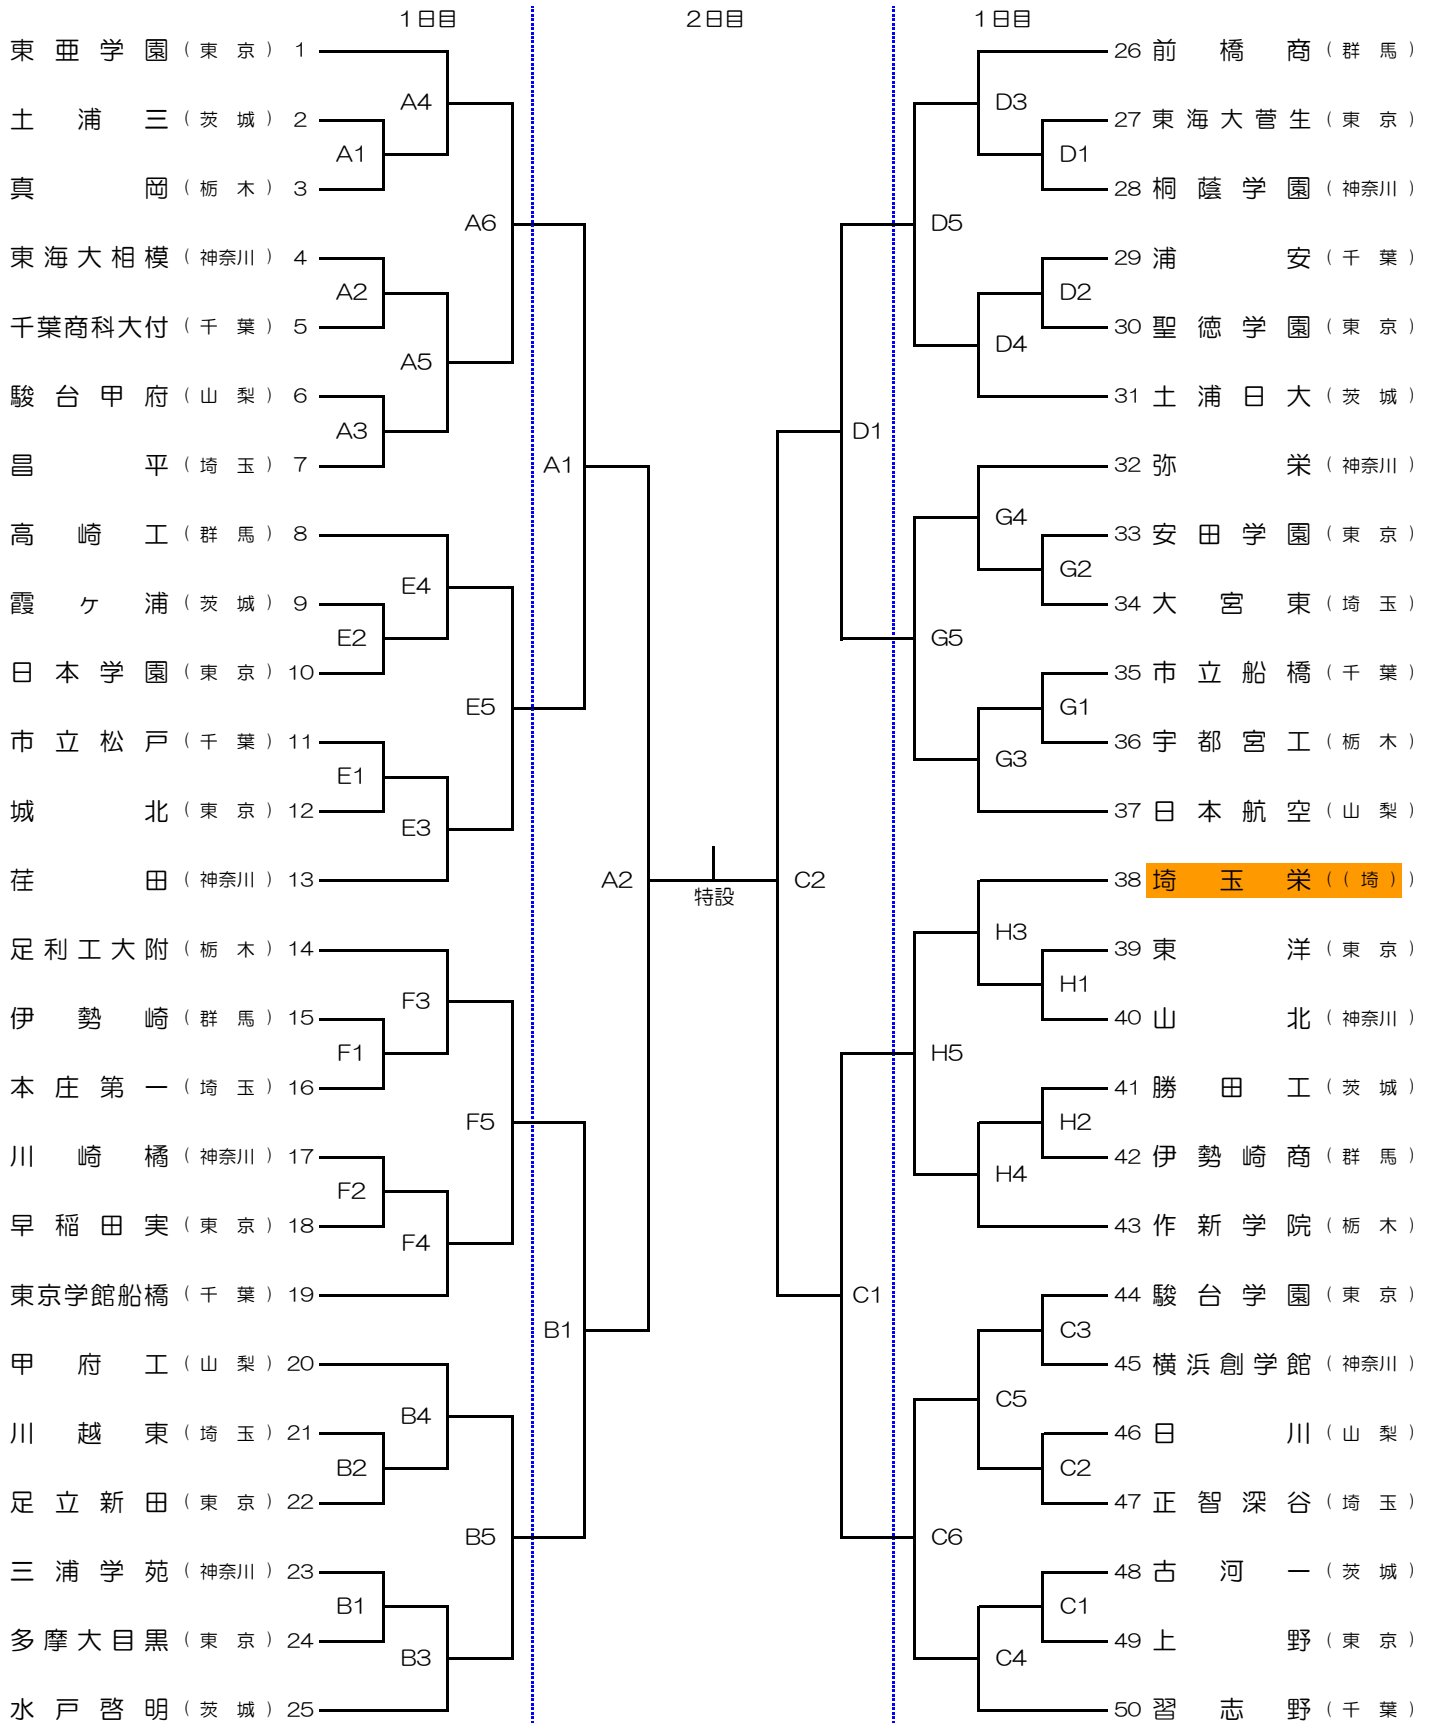 1日目 2日目 1日目
東亜学園（東京）1
土浦三（茨城）2
真岡（栃木）3
東海大相模（神奈川）4
千葉商科大付（千葉）5
駿台甲府（山梨）6
昌平（埼玉）7
高崎工（群馬）8
霞ヶ浦（茨城）9
日本学園（東京）10
市立松戸（千葉）11
城北（東京）12
荏田（神奈川）13
足利工大附（栃木）14
伊勢崎（群馬）15
本庄第一（埼玉）16
川崎橘（神奈川）17
早稲田実（東京）18
東京学館船橋（千葉）19
甲府工（山梨）20
川越東（埼玉）21
足立新田（東京）22
三浦学苑（神奈川）23
多摩大目黒（東京）24
水戸啓明（茨城）25
A4
A1
A6
A2
A5
A3
A1
E4
E2
E5
E1
E3
A2
F3
F1
F5
F2
F4
B1
B4
B2
B5
B1
B3
特設
C2
D1
C1
D3
D1
D5
D2
D4
G4
G2
G5
G1
G3
H3
H1
H5
H2
H4
C3
C5
C2
C6
C1
C4
26 前橋商（群馬）
27 東海大菅生（東京）
28 桐蔭学園（神奈川）
29 浦安（千葉）
30 聖徳学園（東京）
31 土浦日大（茨城）
32 弥栄（神奈川）
33 安田学園（東京）
34 大宮東（埼玉）
35 市立船橋（千葉）
36 宇都宮工（栃木）
37 日本航空（山梨）
38 埼玉栄（（埼））
39 東洋（東京）
40 山北（神奈川）
41 勝田工（茨城）
42 伊勢崎商（群馬）
43 作新学院（栃木）
44 駿台学園（東京）
45 横浜創学館（神奈川）
46 日川（山梨）
47 正智深谷（埼玉）
48 古河一（茨城）
49 上野（東京）
50 習志野（千葉）